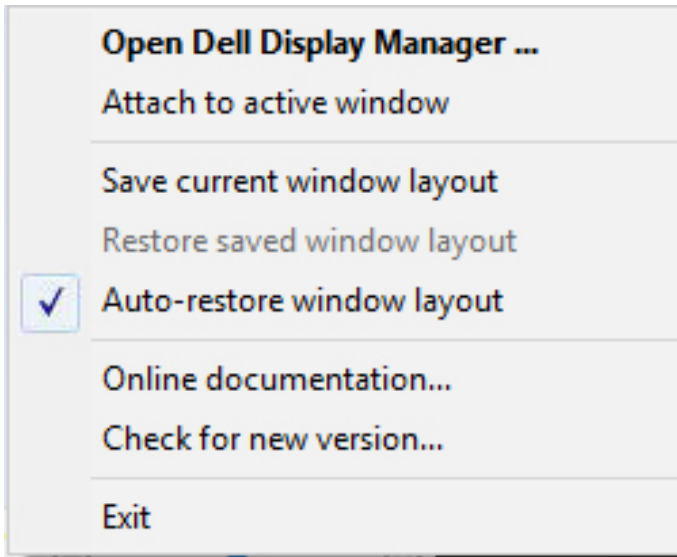 Open Dell Display Manager ...
Attach to active window
Save current window layout
Restore saved window layout
Auto-restore window layout
Online documentation...
Check for new version...
Exit